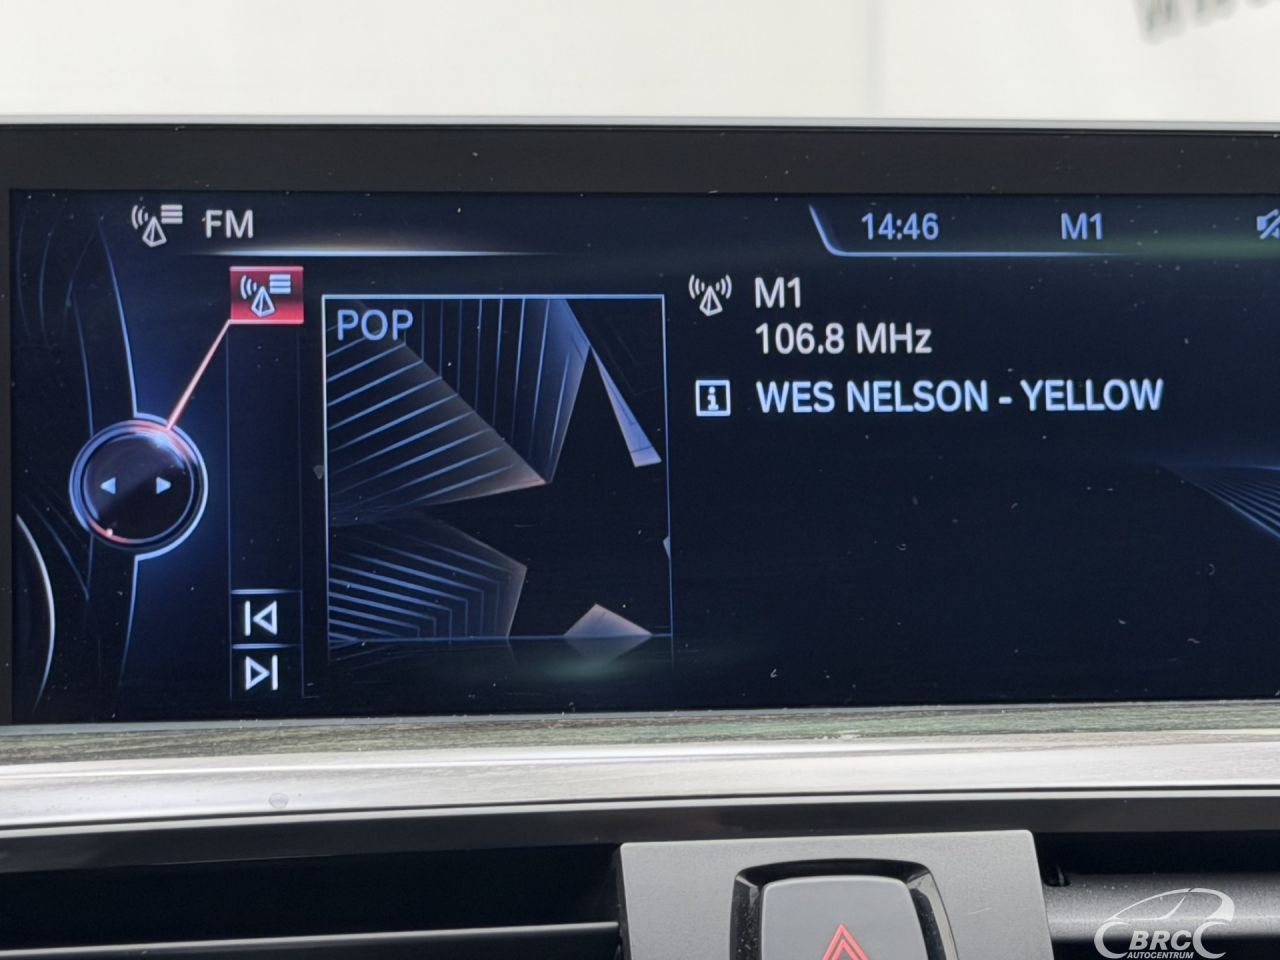 FM
14:46
M1
POP
M1
106.8 MHz
WES NELSON - YELLOW
BRC
AUTOCENTRUM